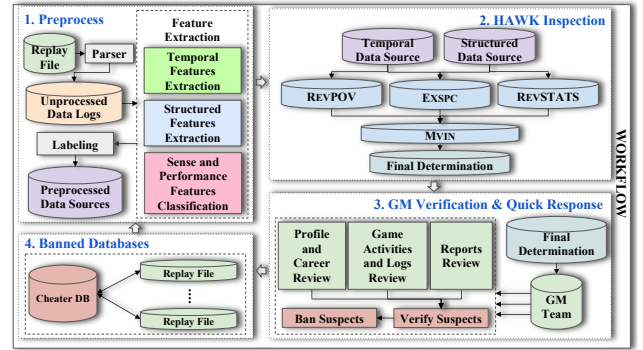 1. Preprocess
Replay
File
Parser
Unprocessed
Data Logs
Labeling
Preprocessed
Data Sources
Feature
Extraction
Temporal
Features
Extraction
Structured
Features
Extraction
Sense and
Performance
Features
Classification
2. HAWK Inspection
Temporal
Data Source
Structured
Data Source
REVPOV
EXSPC
REVSTATS
MVIN
Final Determination
WORKFLOW
3. GM Verification & Quick Response
Profile
and
Career
Review
Game
Activities
and Logs
Review
Reports
Review
Final
Determination
GM
Team
Ban Suspects
Verify Suspects
4. Banned Databases
Cheater DB
Replay File
Replay File